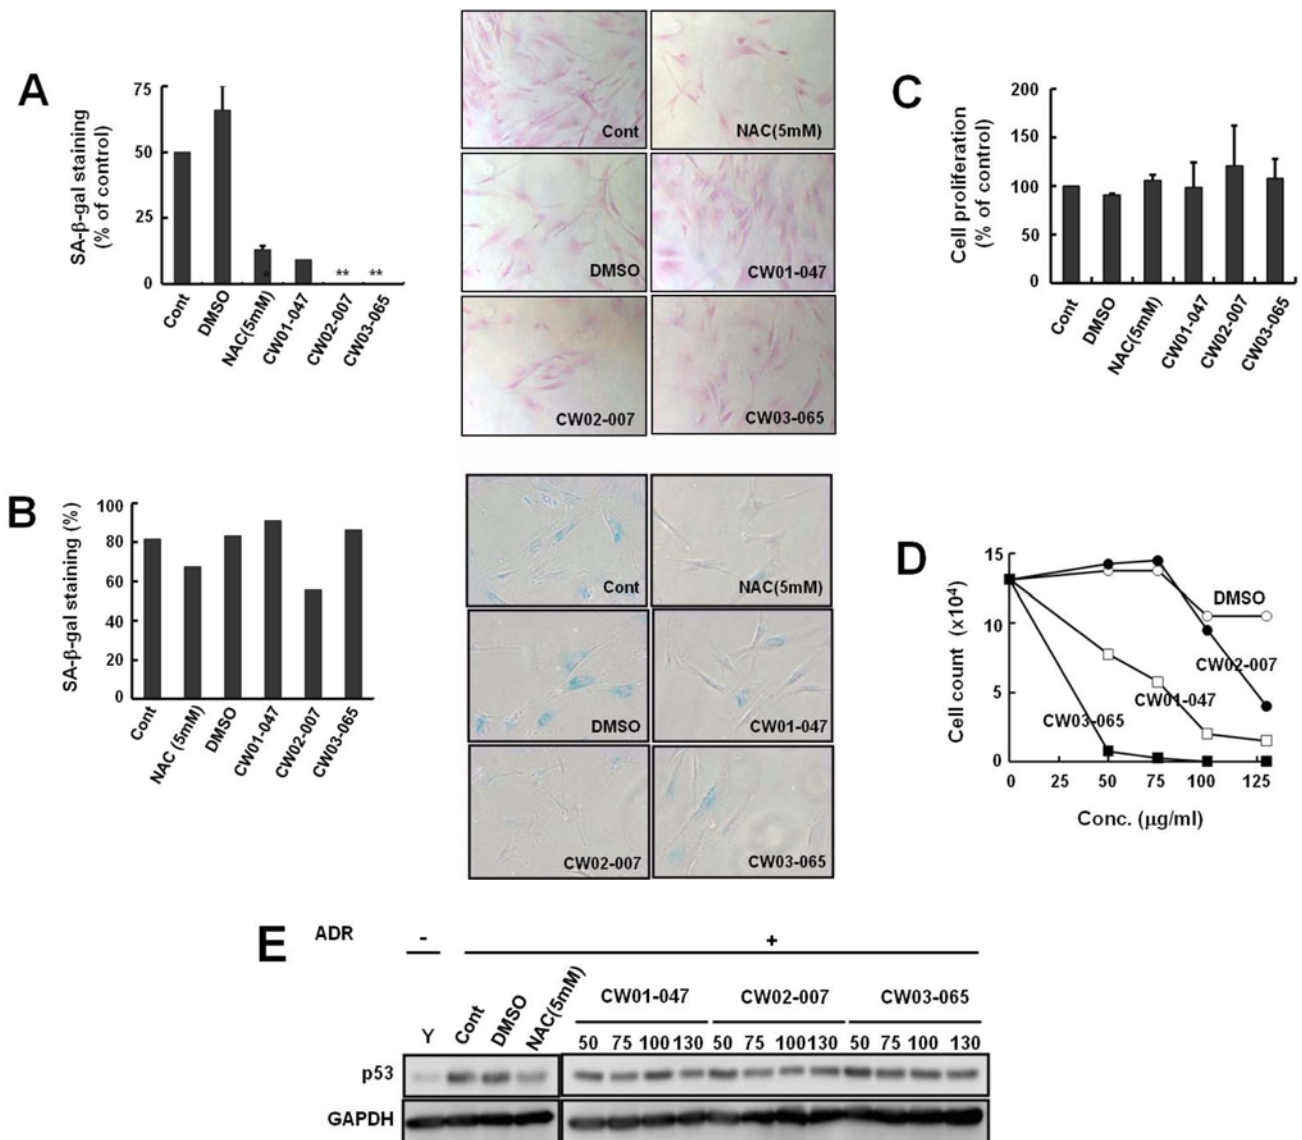 A
SA-β-gal staining
(% of control)
75
50
25
0
Cont
DMSO
NAC(5mM)
CW01-047
CW02-007
CW03-065
*
**
**
Cont
NAC(5mM)
DMSO
CW01-047
CW02-007
CW03-065
C
Cell proliferation
(% of control)
200
150
100
50
0
Cont
DMSO
NAC(5mM)
CW01-047
CW02-007
CW03-065
B
SA-β-gal staining (%)
100
80
60
40
20
0
Cont
NAC (5mM)
DMSO
CW01-047
CW02-007
CW03-065
Cont
NAC(5mM)
DMSO
CW01-047
CW02-007
CW03-065
D
Cell count (x10⁴)
15
10
5
0
DMSO
CW02-007
CW01-047
CW03-065
0 25 50 75 100 125
Conc. (μg/ml)
E
ADR - +
Y Cont DMSO NAC(5mM) CW01-047 CW02-007 CW03-065
50 75 100 130 50 75 100 130 50 75 100 130
p53
GAPDH